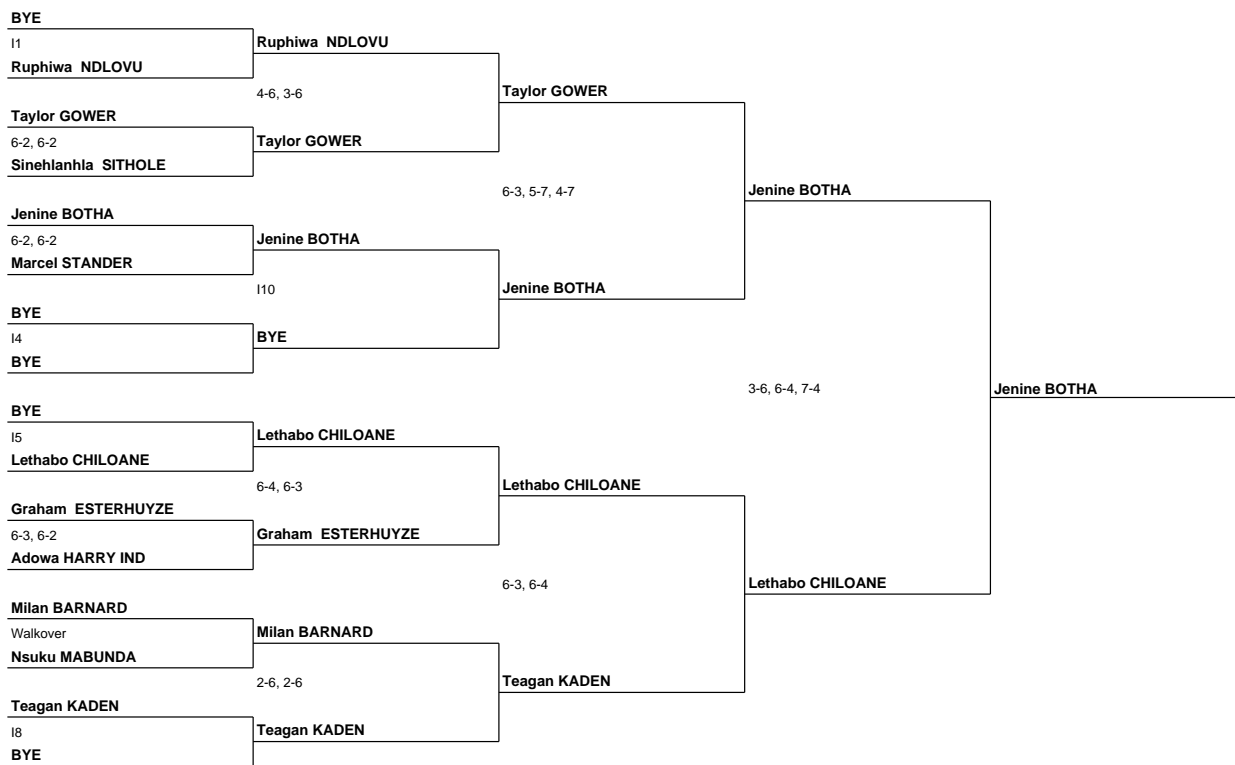 BYE
I1
Ruphiwa  NDLOVU
Taylor GOWER
6-2, 6-2
Sinehlanhla  SITHOLE
Jenine BOTHA
6-2, 6-2
Marcel STANDER
BYE
I4
BYE
BYE
I5
Lethabo CHILOANE
Graham  ESTERHUYZE
6-3, 6-2
Adowa HARRY IND
Milan BARNARD
Walkover
Nsuku MABUNDA
Teagan KADEN
I8
BYE
Ruphiwa  NDLOVU
4-6, 3-6
Taylor GOWER
Jenine BOTHA
I10
BYE
Lethabo CHILOANE
6-4, 6-3
Graham  ESTERHUYZE
Milan BARNARD
2-6, 2-6
Teagan KADEN
Taylor GOWER
6-3, 5-7, 4-7
Jenine BOTHA
Lethabo CHILOANE
6-3, 6-4
Teagan KADEN
Jenine BOTHA
3-6, 6-4, 7-4
Lethabo CHILOANE
Jenine BOTHA